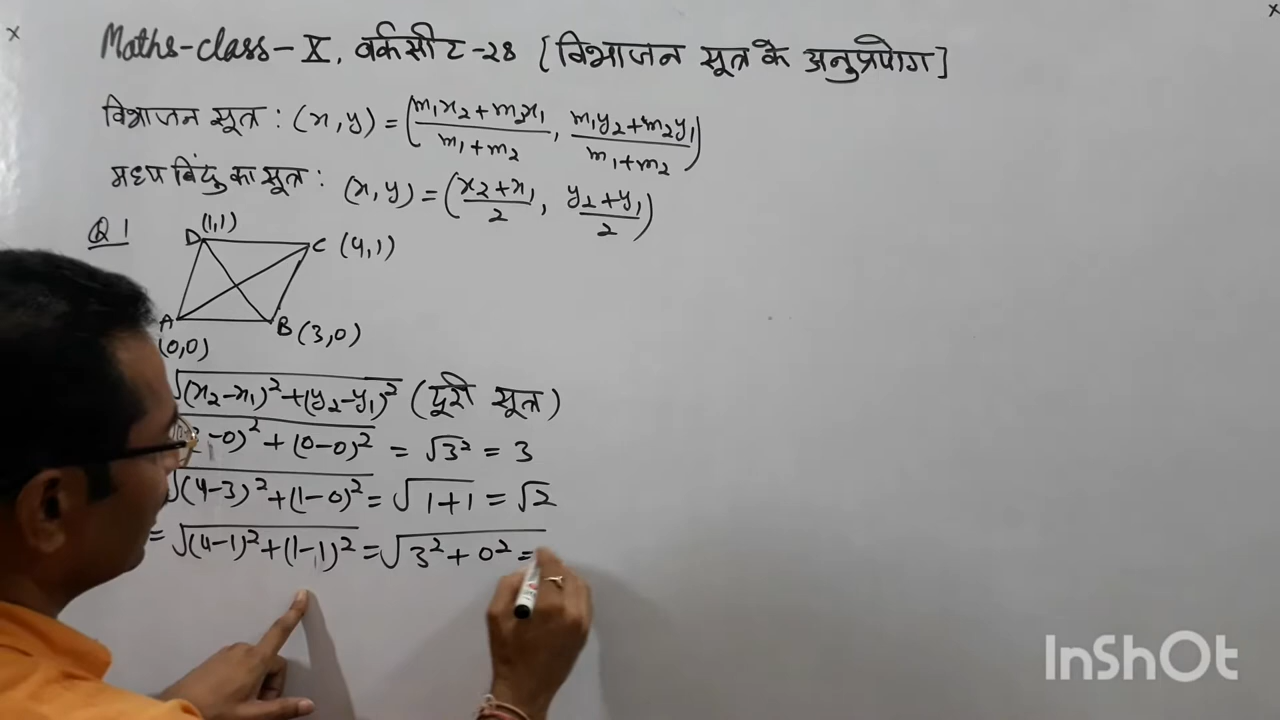 Maths-class-X, वर्कसीट-28 [विभाजन सूत्र के अनुप्रयोग]
विभाजन सूत्र : (x,y) = (m₁x₂+m₂x₁/m₁+m₂, m₁y₂+m₂y₁/m₁+m₂)
मध्य बिंदु का सूत्र : (x,y) = (x₂+x₁/2, y₂+y₁/2)
Q1
D (1,1)
C (4,1)
A (0,0)
B (3,0)
√(x₂-x₁)²+(y₂-y₁)² (दूरी सूत्र)
-0)²+(0-0)² = √3² = 3
√(4-3)²+(1-0)² = √1+1 = √2
= √(4-1)²+(1-1)² = √3²+0² =
InShOt